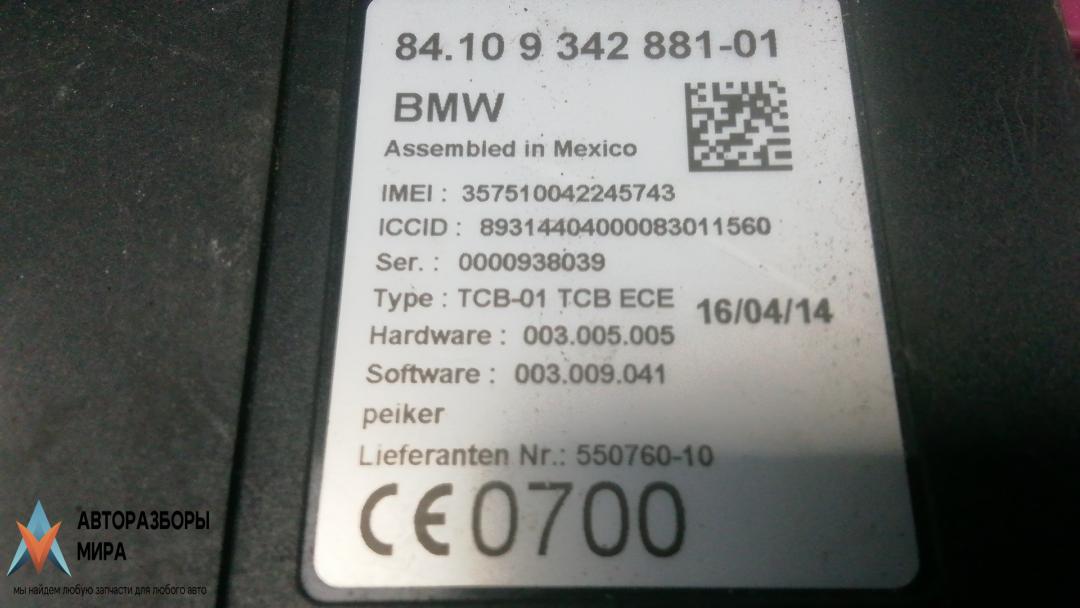 84.10 9 342 881-01
BMW
Assembled in Mexico
IMEI : 357510042245743
ICCID : 89314404000083011560
Ser. : 0000938039
Type : TCB-01 TCB ECE
16/04/14
Hardware : 003.005.005
Software : 003.009.041
peiker
Lieferanten Nr.: 550760-10
CE 0700
АВТОРАЗБОРЫ
МИРА
мы найдем любую запчасти для любого авто